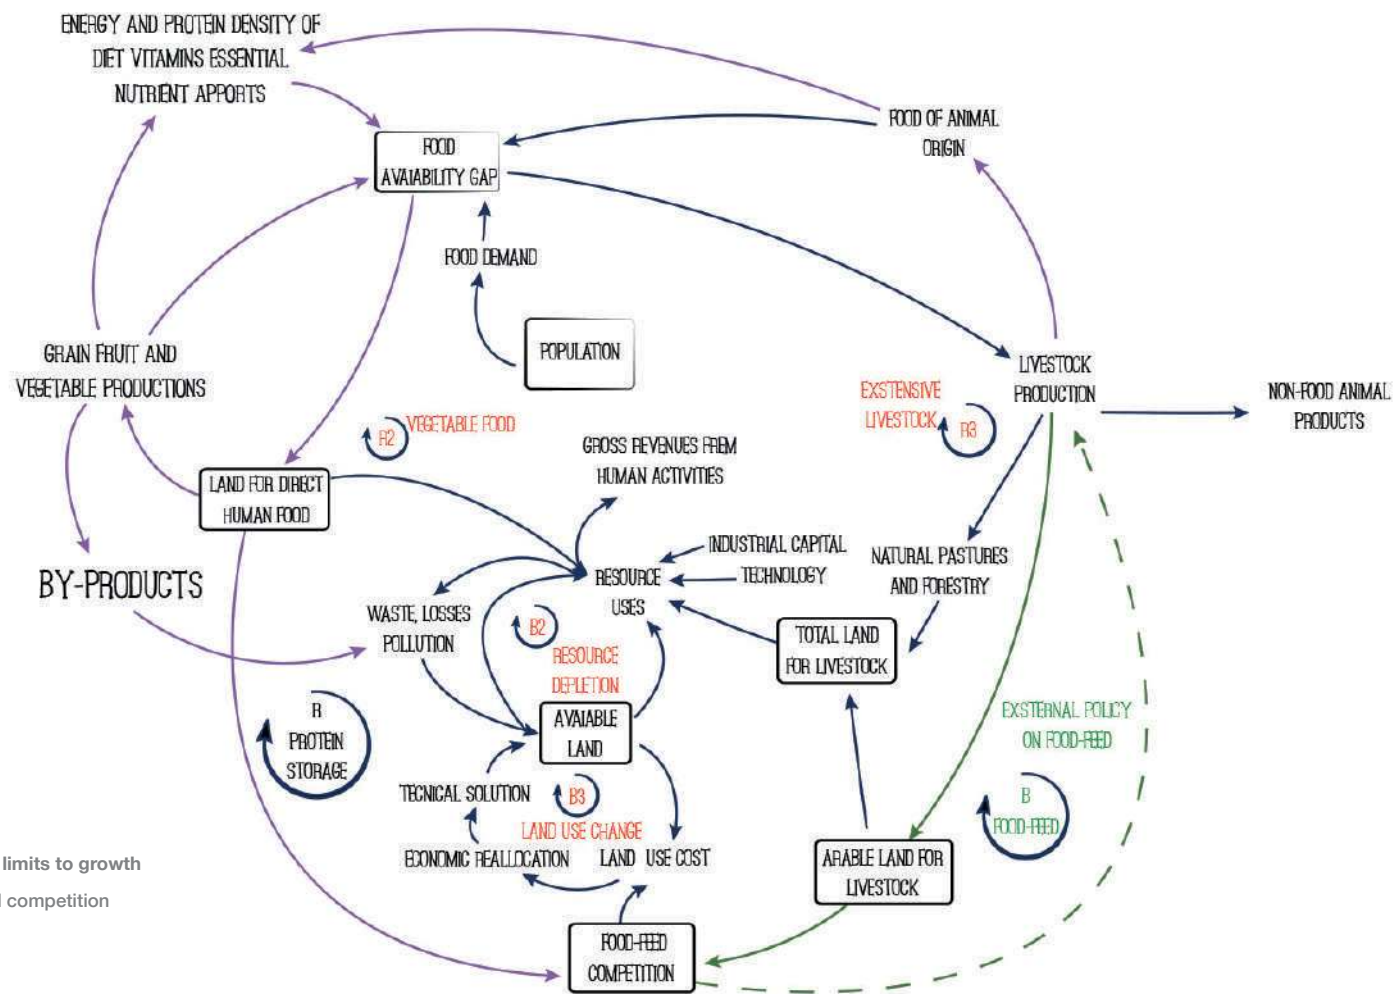 ENERGY AND PROTEIN DENSITY OF
DIET VITAMINS ESSENTIAL
NUTRIENT APPORTS
FOOD OF ANIMAL
ORIGIN
FOOD
AVAIABILITY GAP
FOOD DEMAND
POPULATION
GRAIN FRUIT AND
VEGETABLE PRODUCTIONS
LIVESTOCK
PRODUCTION
NON-FOOD ANIMAL
PRODUCTS
EXSTENSIVE
LIVESTOCK
R3
R2
VEGETABLE FOOD
GROSS REVENUES FREM
HUMAN ACTIVITIES
LAND FOR DIRECT
HUMAN FOOD
INDUSTRIAL CAPITAL
TECHNOLOGY
NATURAL PASTURES
AND FORESTRY
RESOURCE
USES
BY-PRODUCTS
WASTE, LOSSES
POLLUTION
B2
RESOURCE
DEPLETION
TOTAL LAND
FOR LIVESTOCK
R
PROTEIN
STORAGE
AVAIABLE
LAND
EXSTERNAL POLICY
ON FOOD-FEED
B
FOOD-FEED
TECNICAL SOLUTION
B3
LAND USE CHANGE
ECONOMIC REALLOCATION
LAND USE COST
ARABLE LAND FOR
LIVESTOCK
limits to growth
competition
FOOD-FEED
COMPETITION